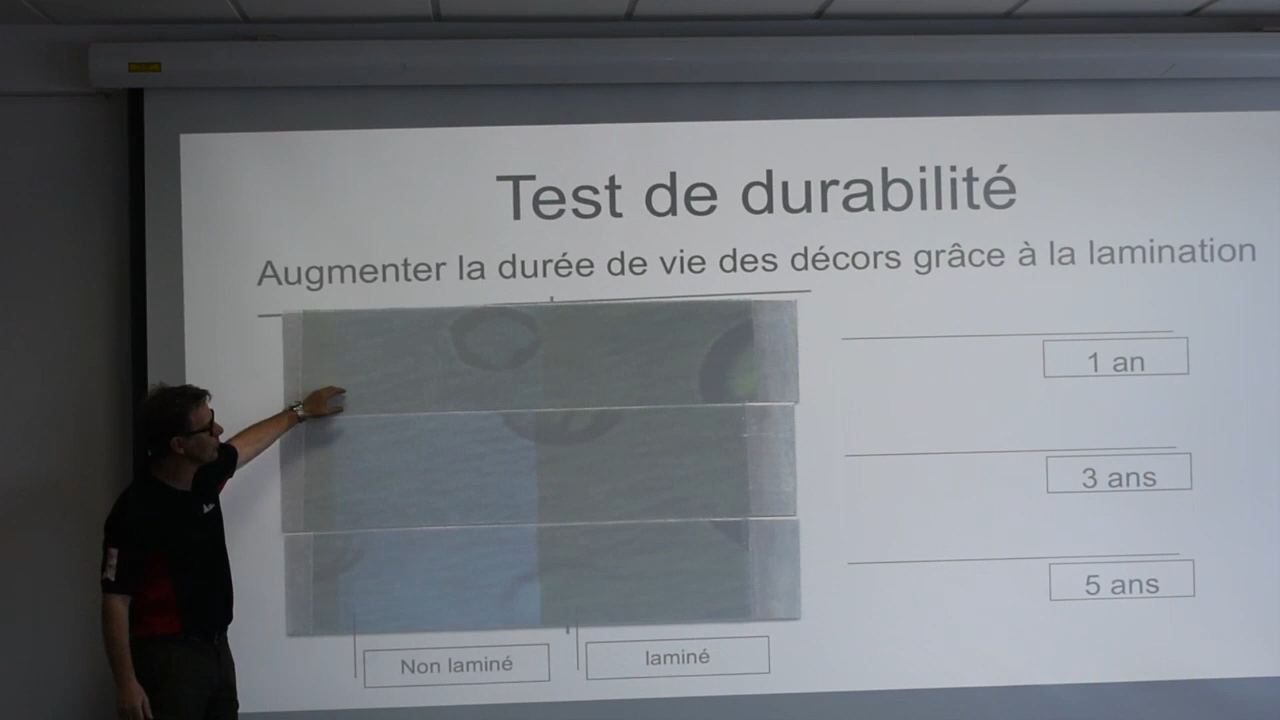 Test de durabilité
Augmenter la durée de vie des décors grâce à la lamination
1 an
3 ans
5 ans
Non laminé
laminé